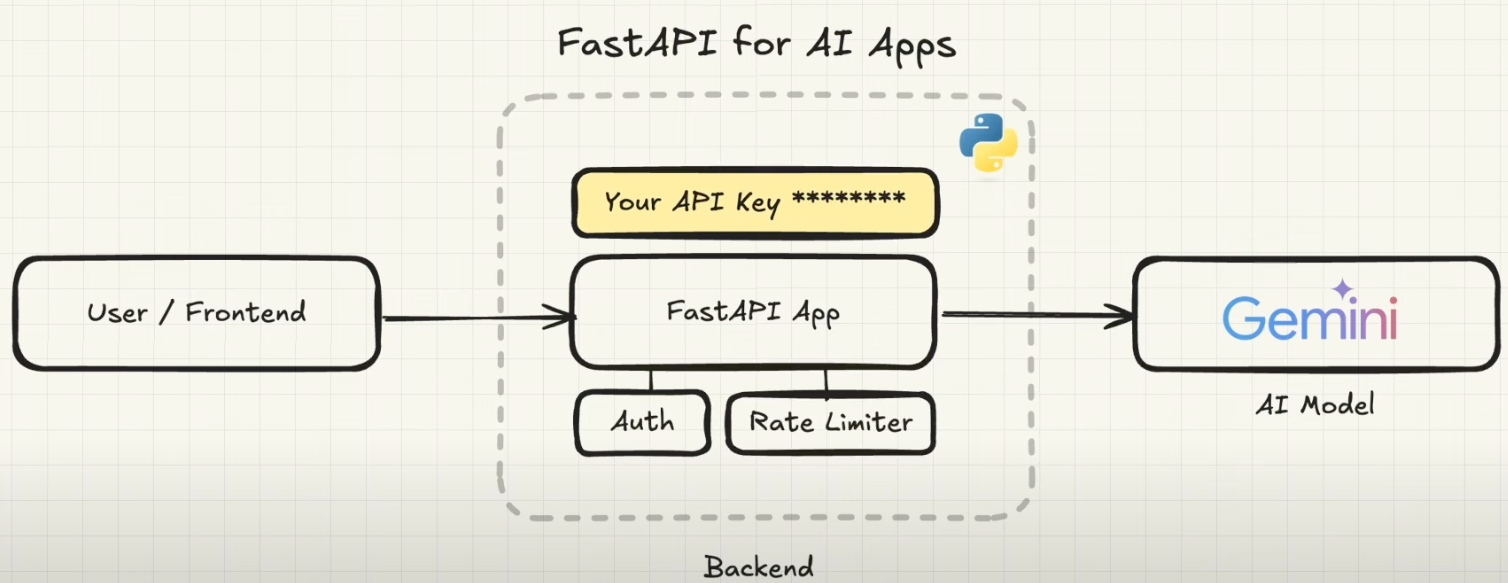 FastAPI for AI Apps
Your API Key ********
User / Frontend
FastAPI App
Gemini
Auth
Rate Limiter
AI Model
Backend